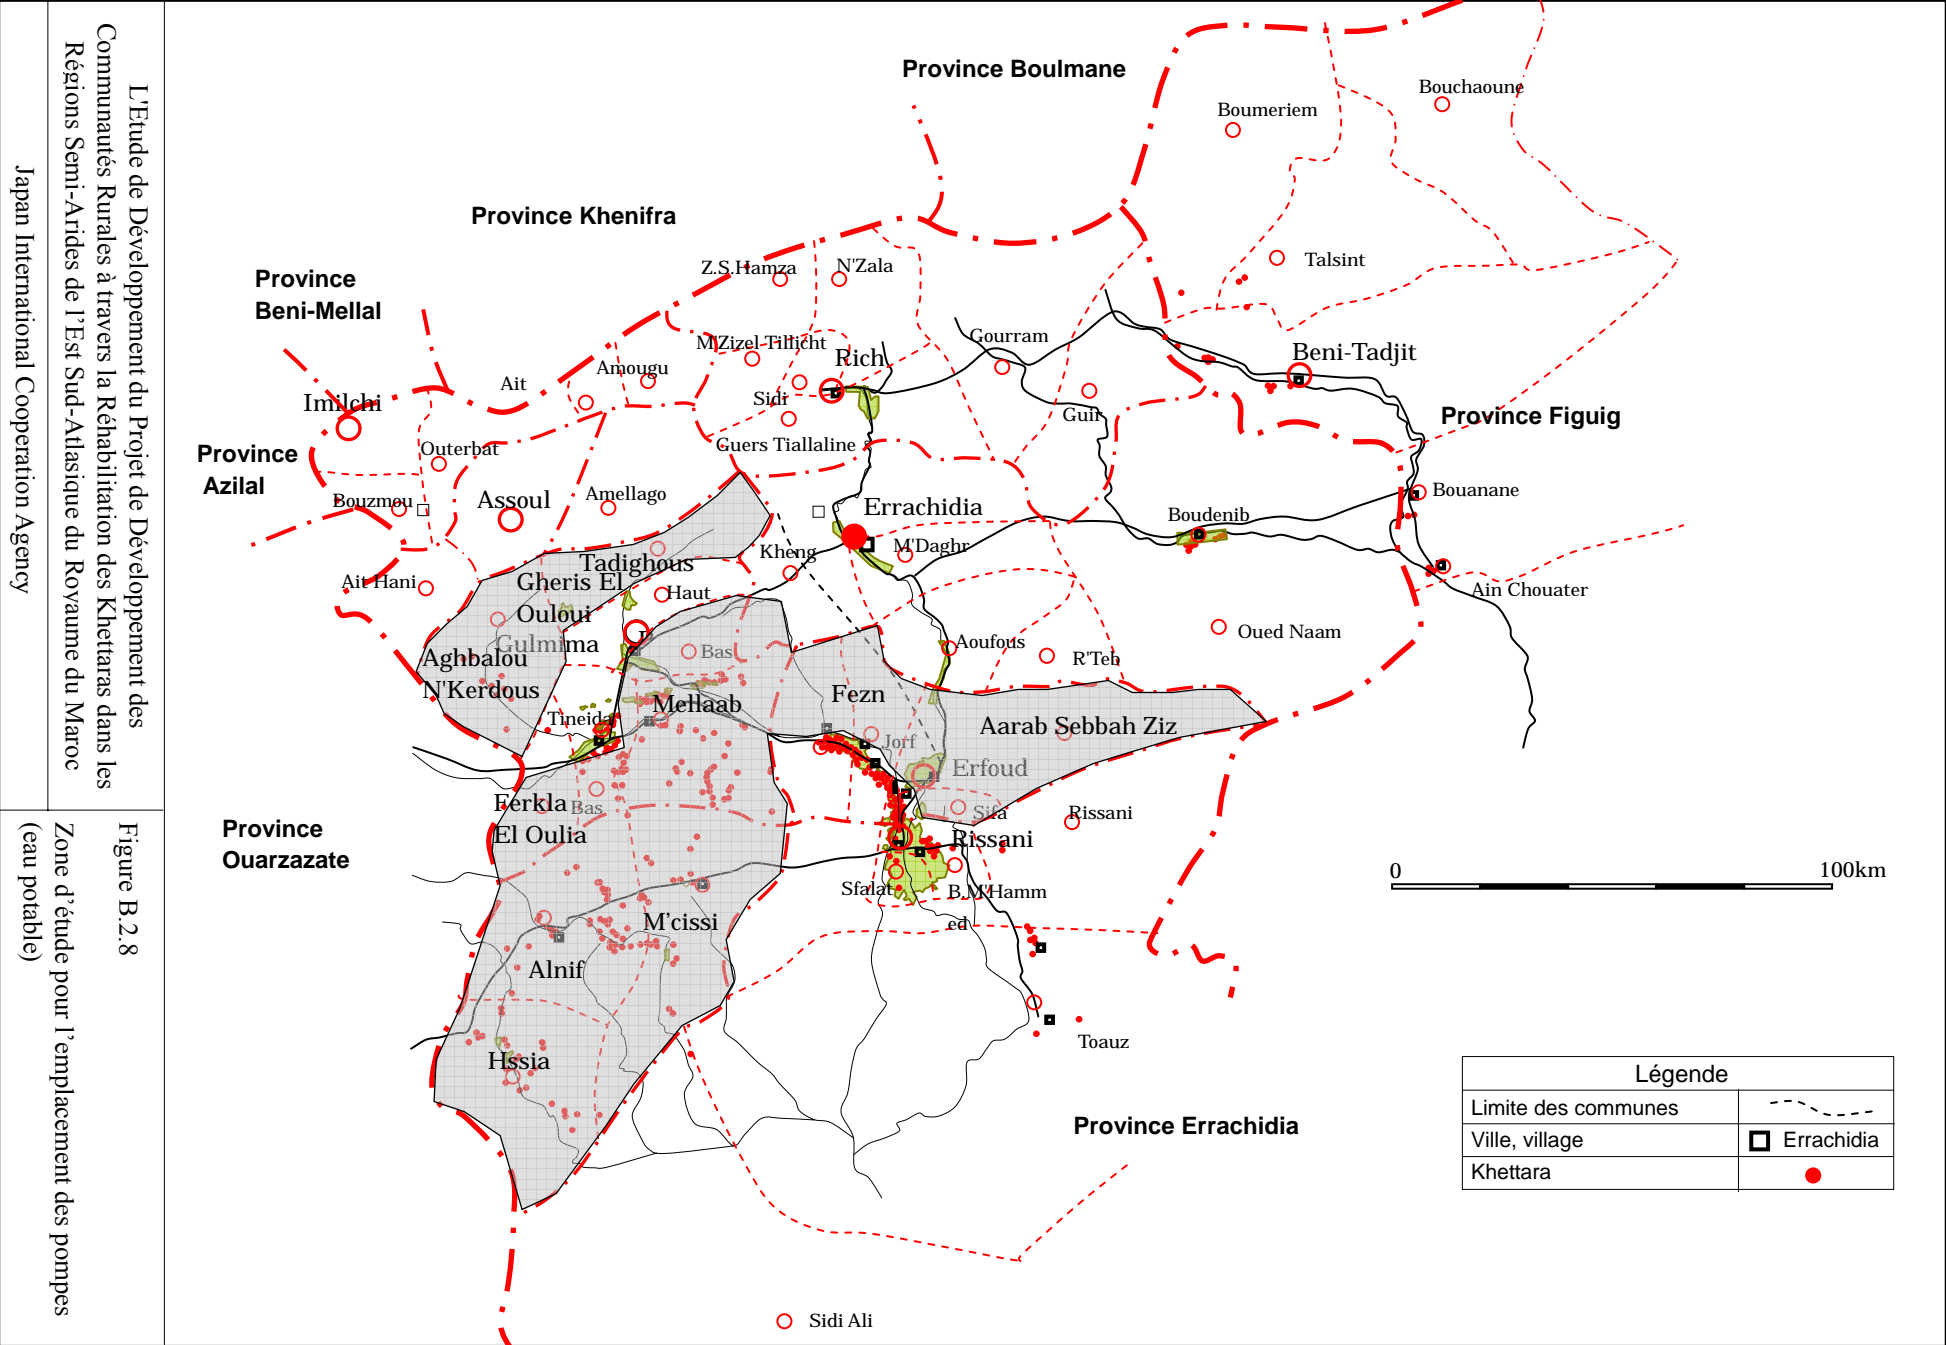 L'Etude de Développement du Projet de Développement des
Communautés Rurales à travers la Réhabilitation des Khettaras dans les
Régions Semi-Arides de l'Est Sud-Atlasique du Royaume du Maroc
Japan International Cooperation Agency
Figure B.2.8
Zone d'étude pour l'emplacement des pompes
(eau potable)
Province Boulmane
Bouchaoune
Boumeriem
Province Khenifra
Talsint
Z.S.Hamza
N'Zala
Province
Beni-Mellal
Gourram
M'Zizel-Tillicht
Rich
Beni-Tadjit
Amougu
Ait
Imilchi
Sidi
Guir
Province Figuig
Guers Tiallaline
Outerbat
Province
Azilal
Bouzmou
Assoul
Amellago
Errachidia
Bouanane
Boudenib
Kheng
M'Daghr
Tadighous
Ait Hani
Gheris El
Ouloui
Haut
Ain Chouater
Gulmima
Aoufous
Oued Naam
Bas
R'Teb
Aghbalou
N'Kerdous
Fezn
Mellaab
Tineida
Aarab Sebbah Ziz
Jorf
Erfoud
Ferkla
Bas
El Oulia
Sifa
Rissani
Rissani
Province
Ouarzazate
Sfalat
B.M'Hamm
ed
M'cissi
Alnif
Hssia
Toauz
Province Errachidia
Sidi Ali
0
100km
Légende
Limite des communes
Ville, village
Errachidia
Khettara